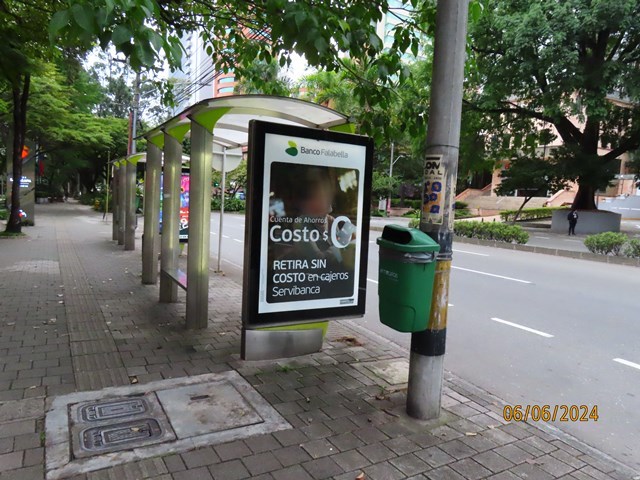 Banco Falabella
Cuenta de Ahorros
Costo $0
RETIRA SIN
COSTO en cajeros
Servibanca
06/06/2024